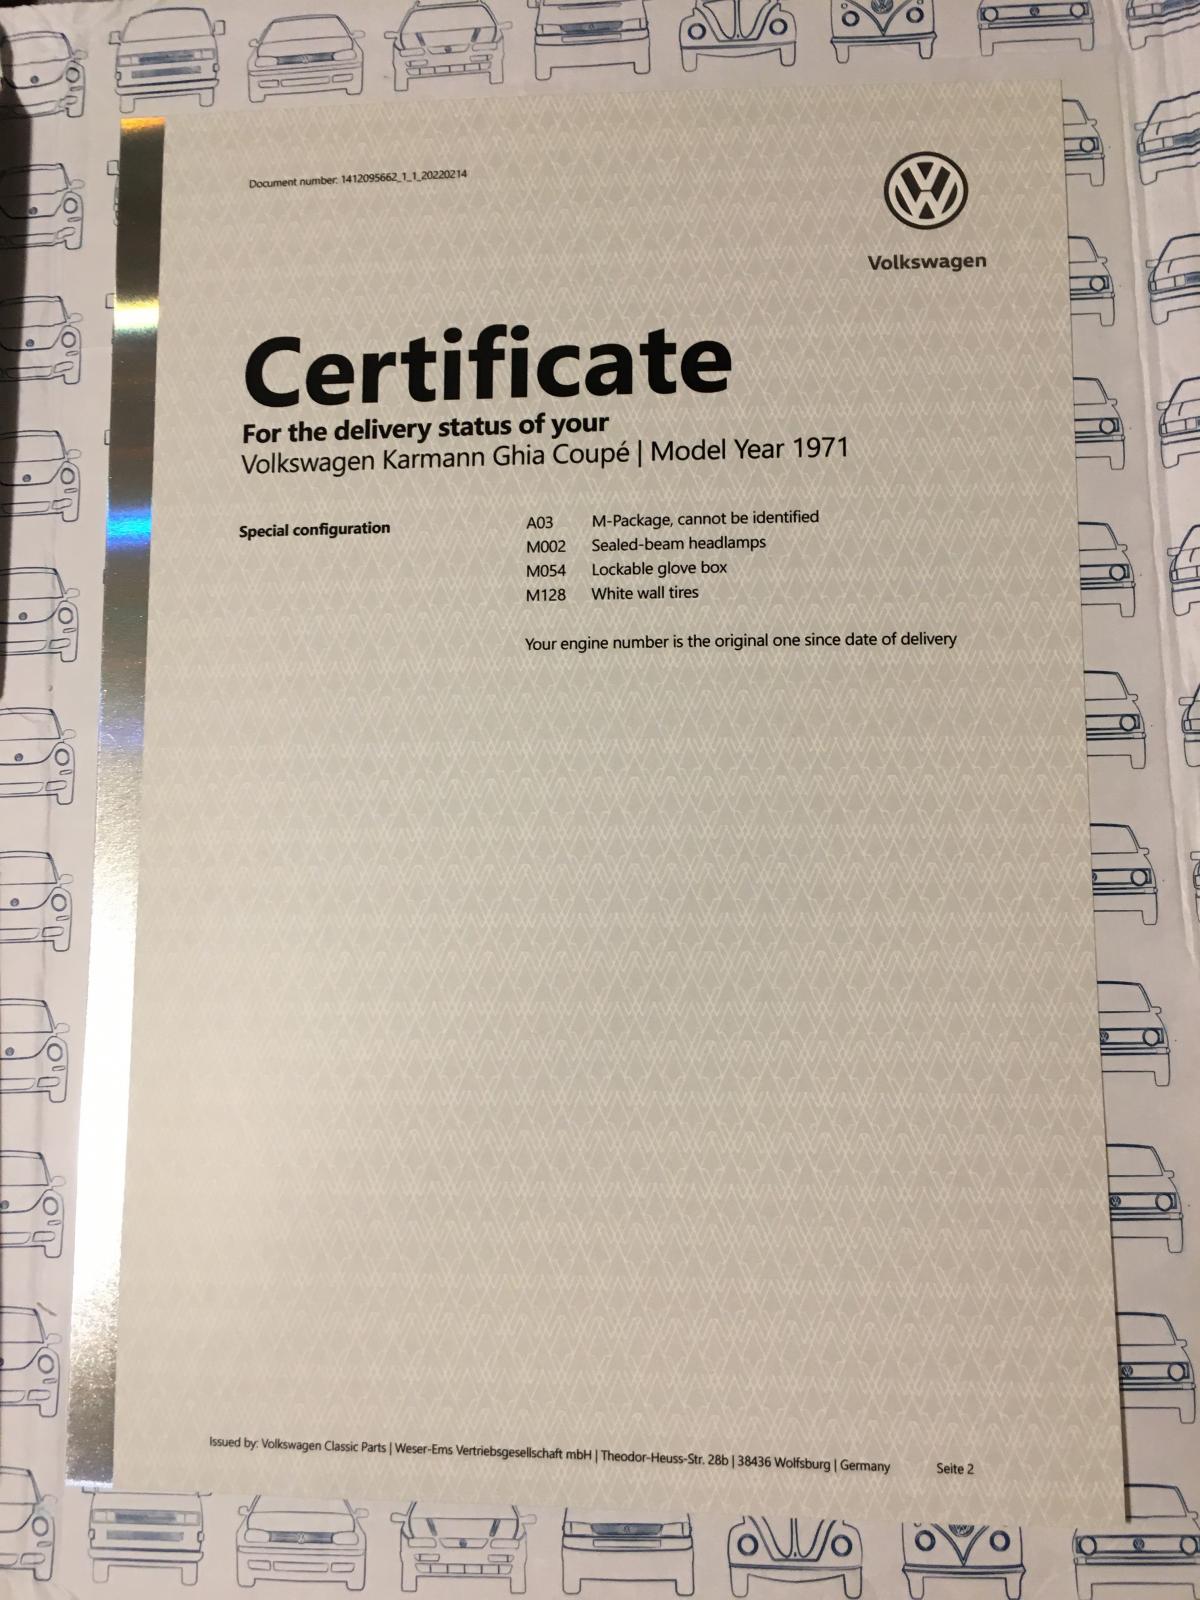 Document number: 1412095662_1_1_20220214
Volkswagen
Certificate
For the delivery status of your
Volkswagen Karmann Ghia Coupé | Model Year 1971
Special configuration
A03 M-Package, cannot be identified
M002 Sealed-beam headlamps
M054 Lockable glove box
M128 White wall tires
Your engine number is the original one since date of delivery
Issued by: Volkswagen Classic Parts | Weser-Ems Vertriebsgesellschaft mbH | Theodor-Heuss-Str. 28b | 38436 Wolfsburg | Germany
Seite 2